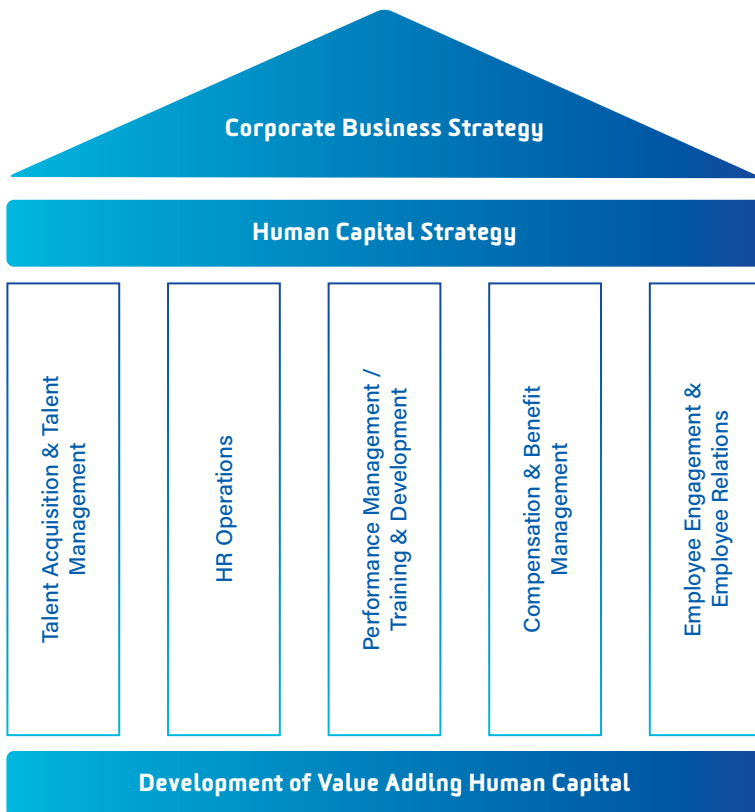 Corporate Business Strategy
Human Capital Strategy
Talent Acquisition & Talent
Management
HR Operations
Performance Management /
Training & Development
Compensation & Benefit
Management
Employee Engagement &
Employee Relations
Development of Value Adding Human Capital